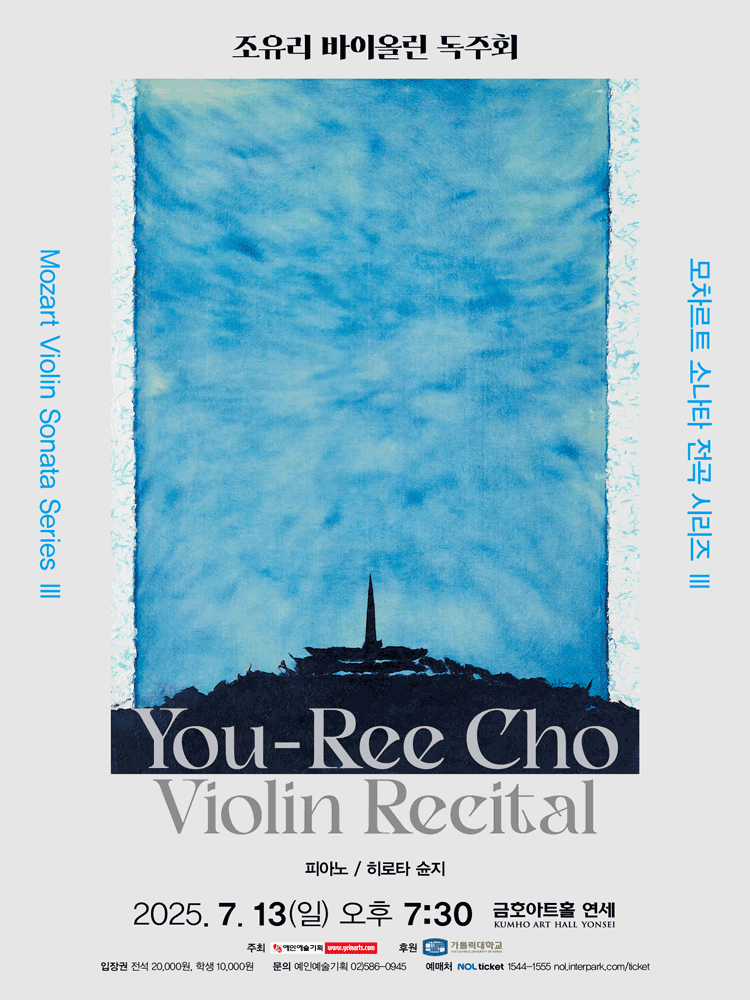 조유리 바이올린 독주회
Mozart Violin Sonata Series Ⅲ
모차르트 소나타 전곡 시리즈 Ⅲ
You-Ree Cho
Violin Recital
피아노 / 히로타 슌지
2025. 7. 13(일) 오후 7:30 금호아트홀 연세
KUMHO ART HALL YONSEI
주최 예인예술기획 www.yeinarts.com 후원 가톨릭대학교
THE CATHOLIC UNIVERSITY OF KOREA
입장권 전석 20,000원, 학생 10,000원 문의 예인예술기획 02)586-0945 예매처 NOL ticket 1544-1555 nol.interpark.com/ticket